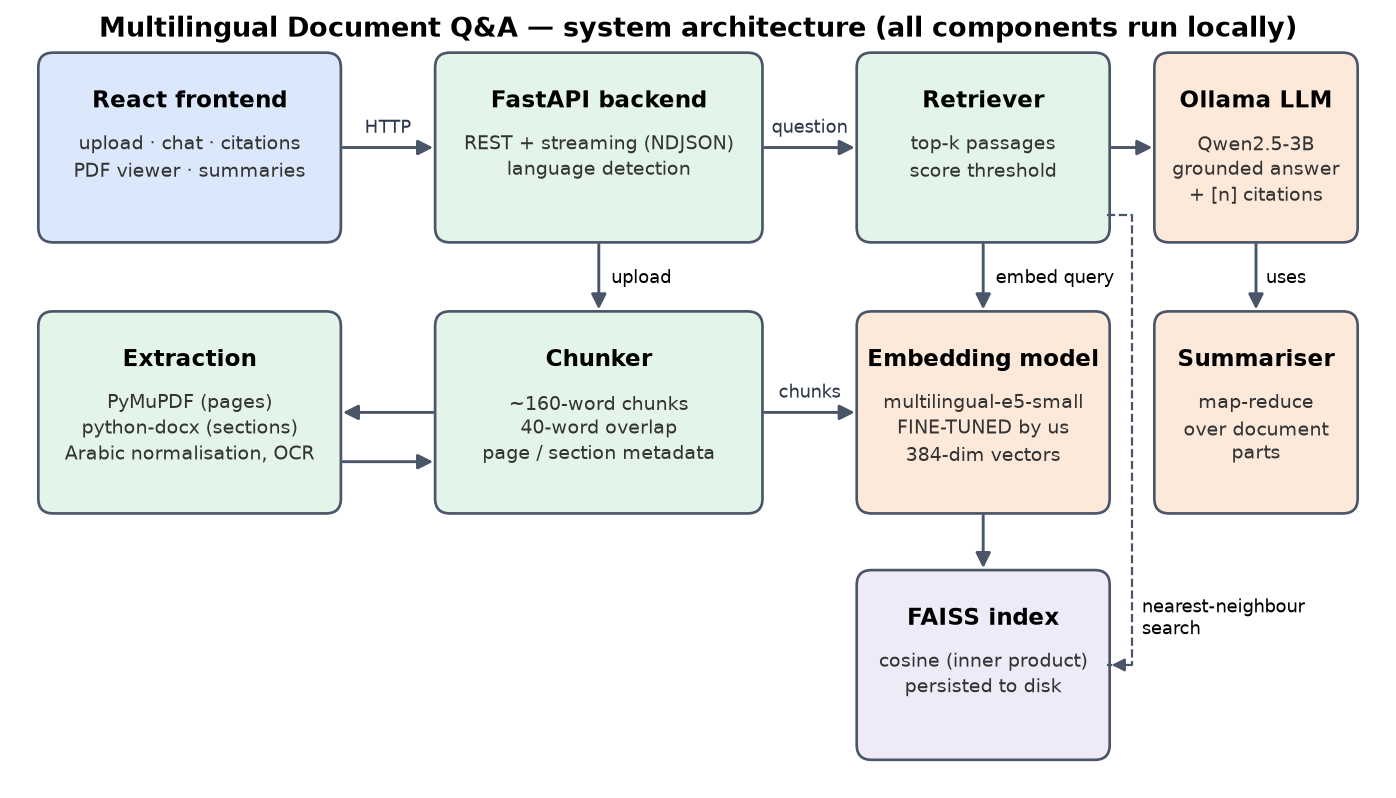 Multilingual Document Q&A — system architecture (all components run locally)
React frontend
upload · chat · citations
PDF viewer · summaries
HTTP
FastAPI backend
REST + streaming (NDJSON)
language detection
question
Retriever
top-k passages
score threshold
Ollama LLM
Qwen2.5-3B
grounded answer
+ [n] citations
upload
embed query
uses
Extraction
PyMuPDF (pages)
python-docx (sections)
Arabic normalisation, OCR
Chunker
~160-word chunks
40-word overlap
page / section metadata
chunks
Embedding model
multilingual-e5-small
FINE-TUNED by us
384-dim vectors
Summariser
map-reduce
over document
parts
FAISS index
cosine (inner product)
persisted to disk
nearest-neighbour
search